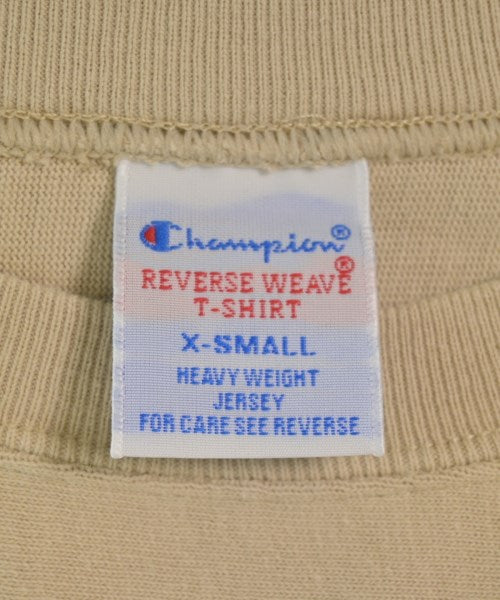 Champion®
REVERSE WEAVE®
T-SHIRT
X-SMALL
HEAVY WEIGHT
JERSEY
FOR CARE SEE REVERSE